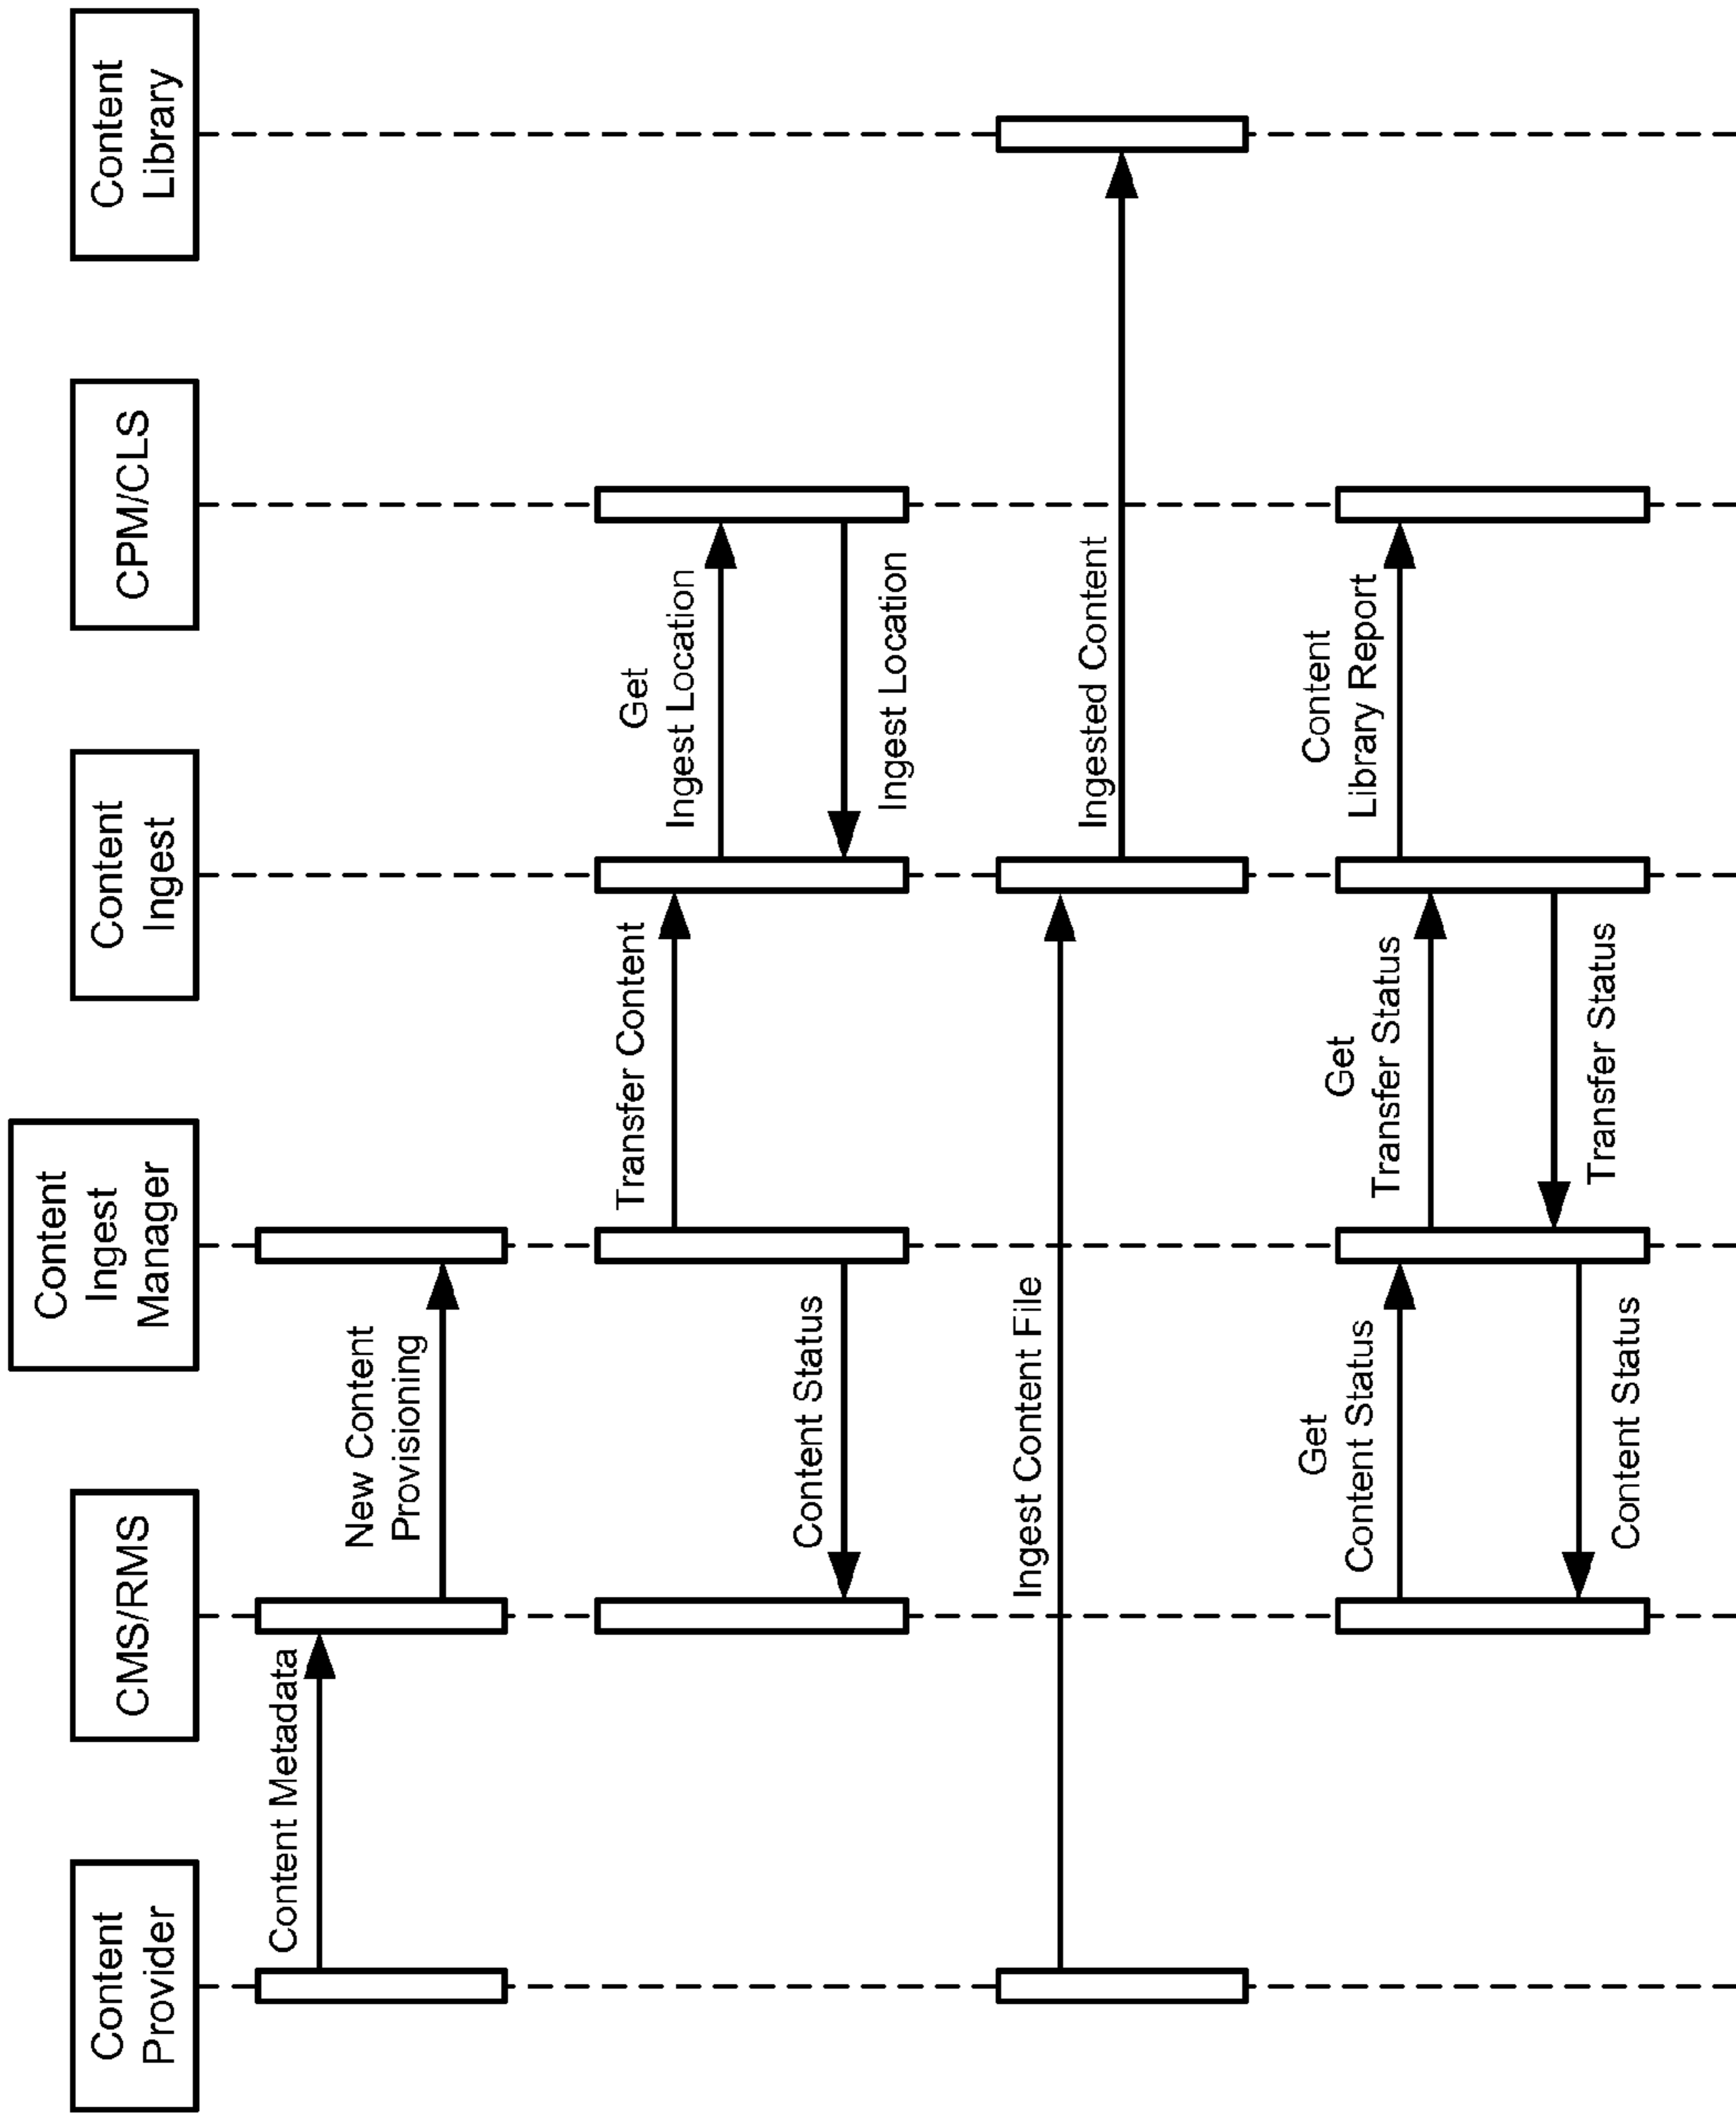 Content
Provider
CMS/RMS
Content
Ingest
Manager
Content
Ingest
CPM/CLS
Content
Library
Content Metadata
New Content
Provisioning
Transfer Content
Get
Ingest Location
Content Status
Ingest Location
Ingest Content File
Ingested Content
Get
Content Status
Get
Transfer Status
Content
Library Report
Content Status
Transfer Status